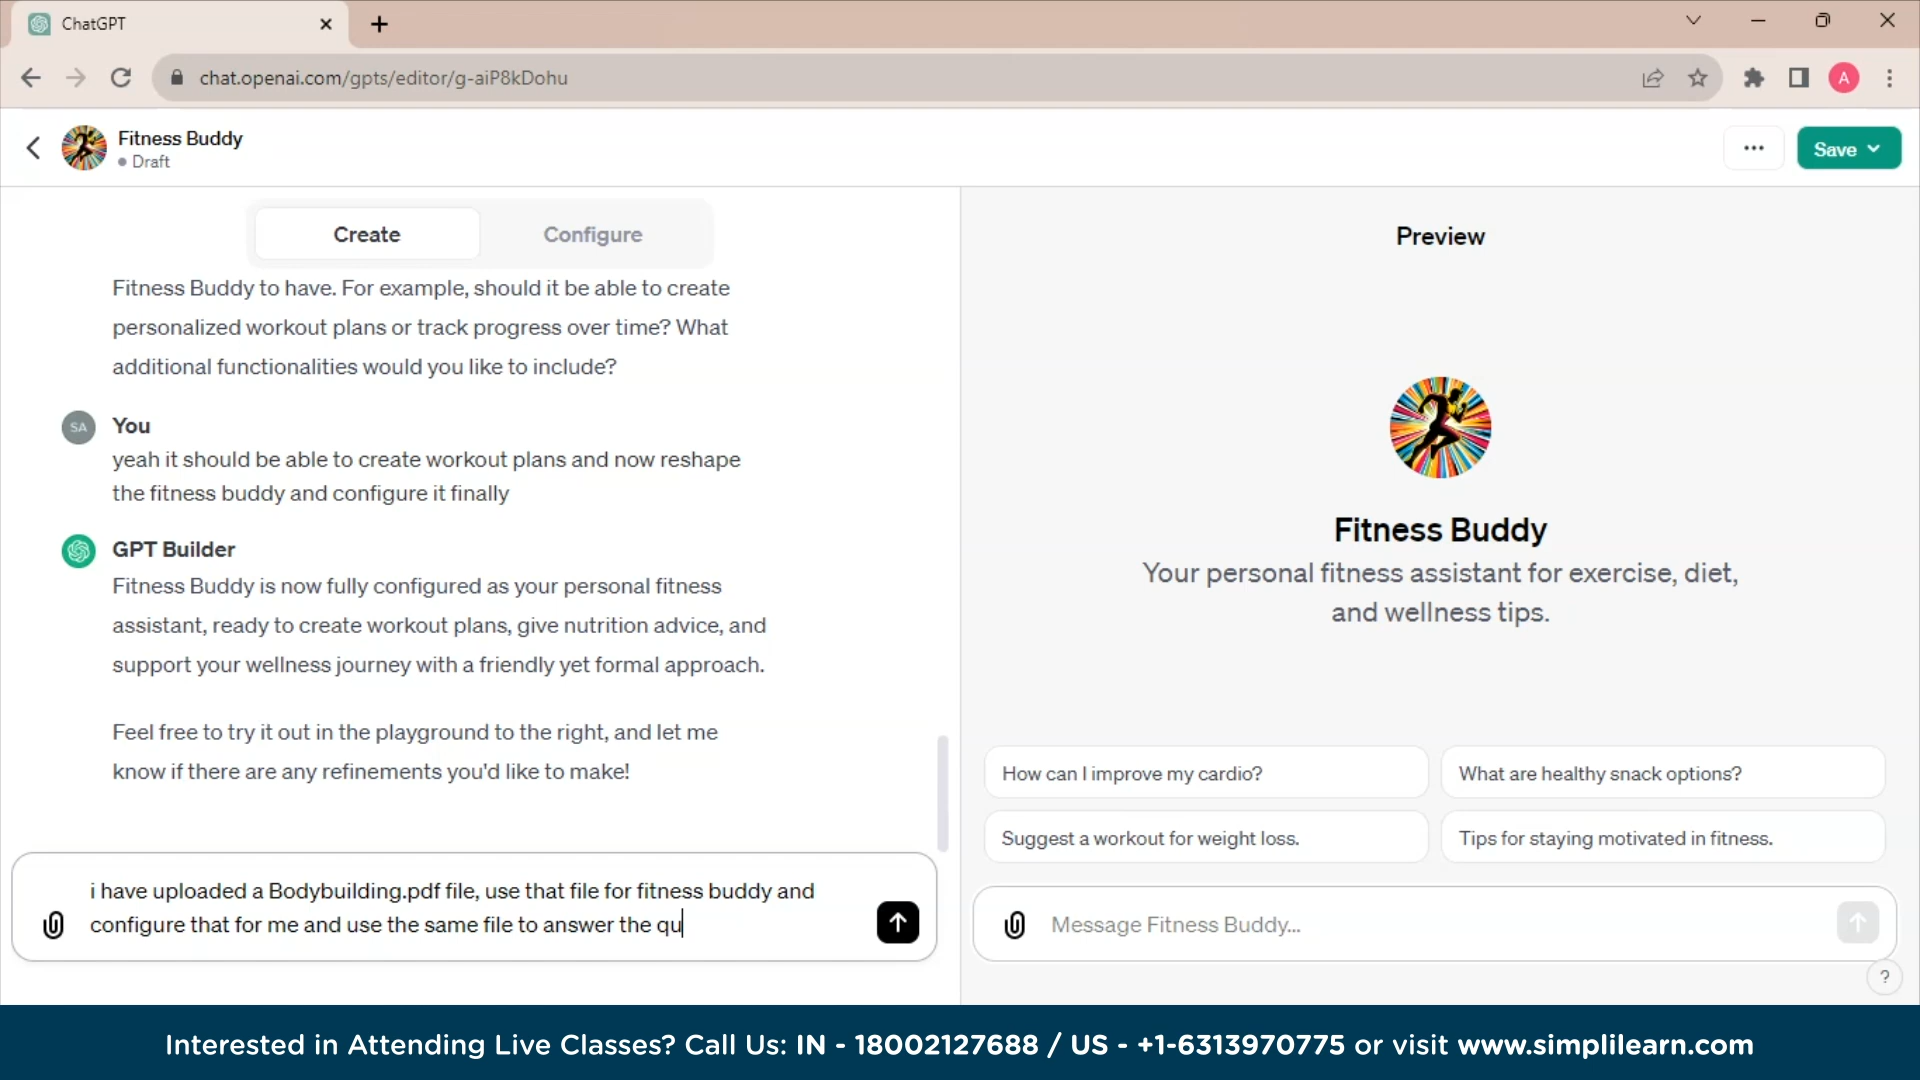 ChatGPT
chat.openai.com/gpts/editor/g-aiP8kDohu
A
Fitness Buddy
Draft
Save
Create
Configure
Fitness Buddy to have. For example, should it be able to create
personalized workout plans or track progress over time? What
additional functionalities would you like to include?
SA
You
yeah it should be able to create workout plans and now reshape
the fitness buddy and configure it finally
GPT Builder
Fitness Buddy is now fully configured as your personal fitness
assistant, ready to create workout plans, give nutrition advice, and
support your wellness journey with a friendly yet formal approach.
Feel free to try it out in the playground to the right, and let me
know if there are any refinements you'd like to make!
i have uploaded a Bodybuilding.pdf file, use that file for fitness buddy and
configure that for me and use the same file to answer the qu
Preview
Fitness Buddy
Your personal fitness assistant for exercise, diet,
and wellness tips.
How can I improve my cardio?
What are healthy snack options?
Suggest a workout for weight loss.
Tips for staying motivated in fitness.
Message Fitness Buddy...
?
Interested in Attending Live Classes? Call Us: IN - 18002127688 / US - +1-6313970775 or visit www.simplilearn.com